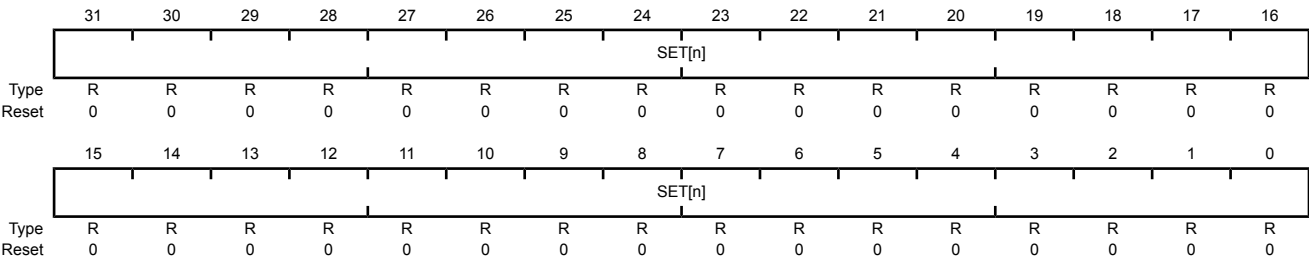 31 30 29 28 27 26 25 24 23 22 21 20 19 18 17 16
SET[n]
Type R R R R R R R R R R R R R R R R
Reset 0 0 0 0 0 0 0 0 0 0 0 0 0 0 0 0
15 14 13 12 11 10 9 8 7 6 5 4 3 2 1 0
SET[n]
Type R R R R R R R R R R R R R R R R
Reset 0 0 0 0 0 0 0 0 0 0 0 0 0 0 0 0